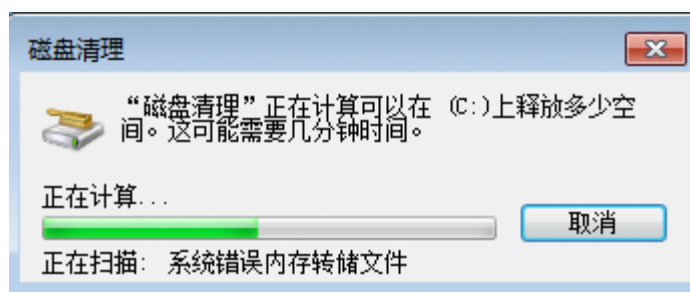 磁盘清理
“磁盘清理”正在计算可以在 (C:)上释放多少空
间。这可能需要几分钟时间。
正在计算...
取消
正在扫描: 系统错误内存转储文件